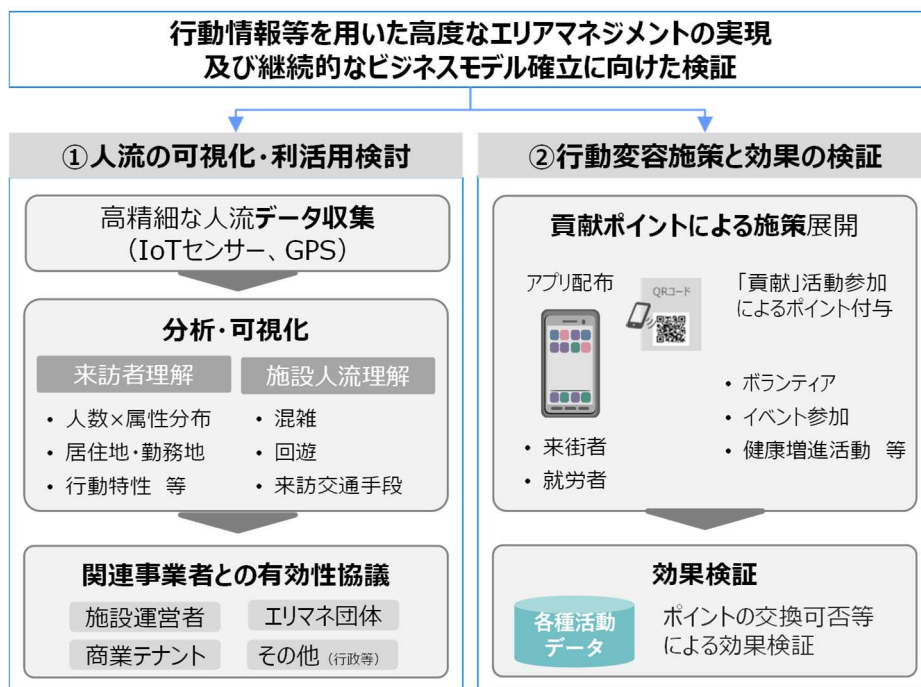 行動情報等を用いた高度なエリアマネジメントの実現
及び継続的なビジネスモデル確立に向けた検証
①人流の可視化・利活用検討
高精細な人流データ収集
（IoTセンサー、GPS）
分析・可視化
来訪者理解
・人数×属性分布
・居住地・勤務地
・行動特性 等
施設人流理解
・混雑
・回遊
・来訪交通手段
関連事業者との有効性協議
施設運営者
エリマネ団体
商業テナント
その他（行政等）
②行動変容施策と効果の検証
貢献ポイントによる施策展開
アプリ配布
QRコード
・来街者
・就労者
「貢献」活動参加
によるポイント付与
・ボランティア
・イベント参加
・健康増進活動 等
効果検証
各種活動
データ
ポイントの交換可否等
による効果検証